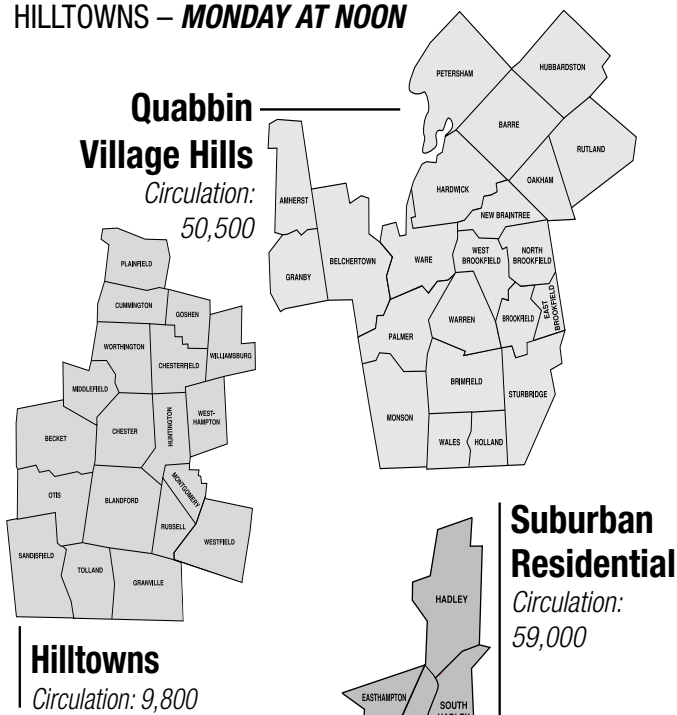 HILLTOWNS – MONDAY AT NOON
Quabbin
Village Hills
Circulation:
50,500
PETERSHAM
HUBBARDSTON
BARRE
RUTLAND
OAKHAM
HARDWICK
NEW BRAINTREE
AMHERST
BELCHERTOWN
GRANBY
WARE
WEST
BROOKFIELD
NORTH
BROOKFIELD
EAST
BROOKFIELD
BROOKFIELD
WARREN
PALMER
BRIMFIELD
STURBRIDGE
MONSON
WALES
HOLLAND
PLAINFIELD
CUMMINGTON
GOSHEN
WORTHINGTON
CHESTERFIELD
WILLIAMSBURG
MIDDLEFIELD
BECKET
CHESTER
HUNTINGTON
WEST-
HAMPTON
OTIS
BLANDFORD
MONTGOMERY
RUSSELL
WESTFIELD
SANDISFIELD
TOLLAND
GRANVILLE
Hilltowns
Circulation: 9,800
Suburban
Residential
Circulation:
59,000
HADLEY
EASTHAMPTON
SOUTH
HADLEY